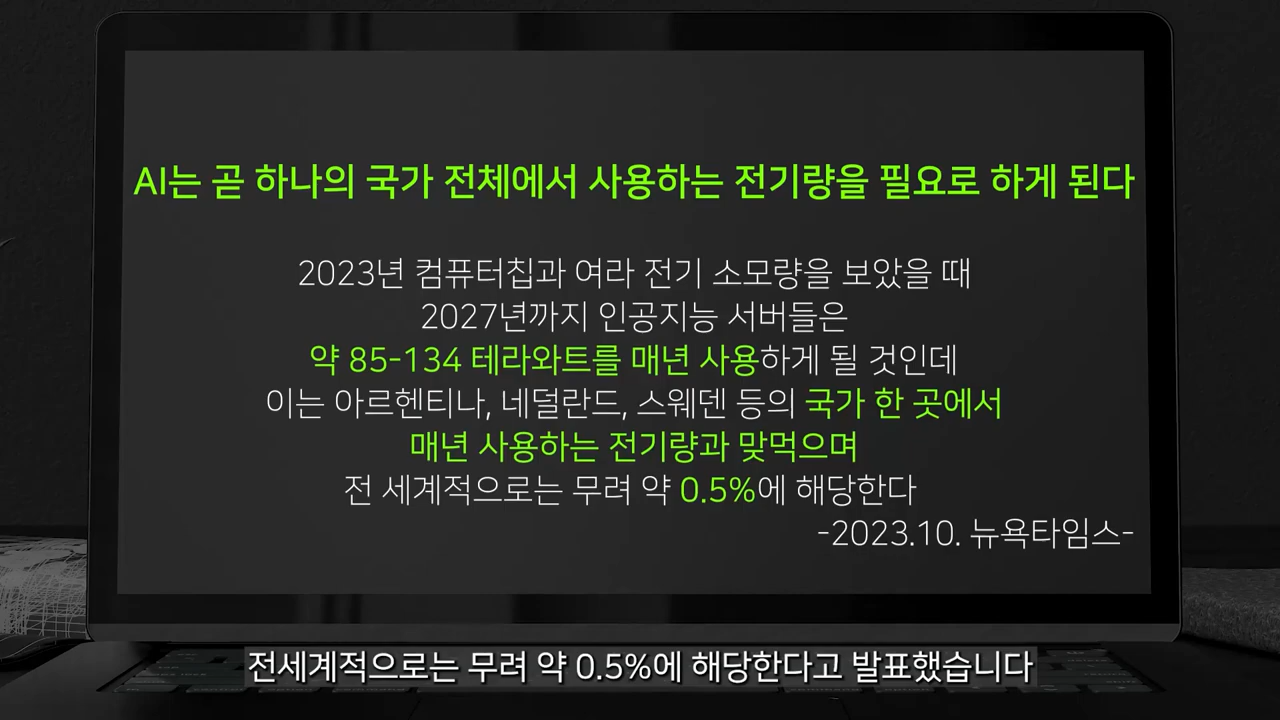 AI는 곧 하나의 국가 전체에서 사용하는 전기량을 필요로 하게 된다
2023년 컴퓨터칩과 여라 전기 소모량을 보았을 때
2027년까지 인공지능 서버들은
약 85-134 테라와트를 매년 사용하게 될 것인데
이는 아르헨티나, 네덜란드, 스웨덴 등의 국가 한 곳에서
매년 사용하는 전기량과 맞먹으며
전 세계적으로는 무려 약 0.5%에 해당한다
-2023.10. 뉴욕타임스-
전세계적으로는 무려 약 0.5%에 해당한다고 발표했습니다